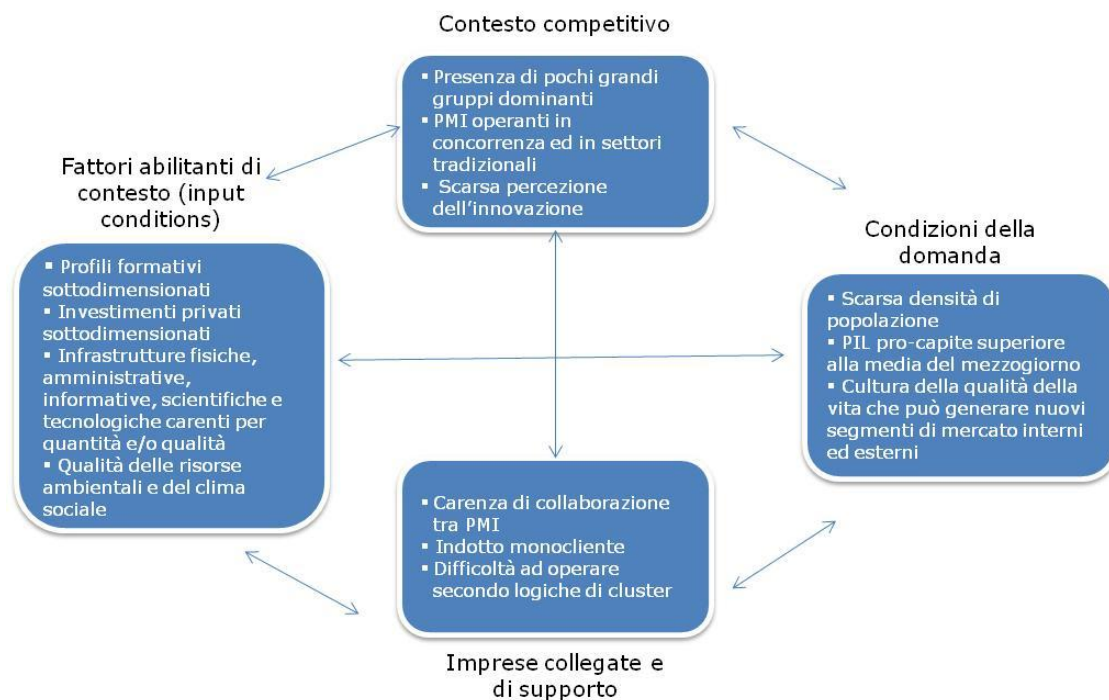 Contesto competitivo
▪ Presenza di pochi grandi
gruppi dominanti
▪ PMI operanti in
concorrenza ed in settori
tradizionali
▪ Scarsa percezione
dell'innovazione
Fattori abilitanti di
contesto (input
conditions)
▪ Profili formativi
sottodimensionati
▪ Investimenti privati
sottodimensionati
▪ Infrastrutture fisiche,
amministrative,
informative, scientifiche e
tecnologiche carenti per
quantità e/o qualità
▪ Qualità delle risorse
ambientali e del clima
sociale
Condizioni della
domanda
▪ Scarsa densità di
popolazione
▪ PIL pro-capite superiore
alla media del mezzogiorno
▪ Cultura della qualità della
vita che può generare nuovi
segmenti di mercato interni
ed esterni
▪ Carenza di collaborazione
tra PMI
▪ Indotto monocliente
▪ Difficoltà ad operare
secondo logiche di cluster
Imprese collegate e
di supporto